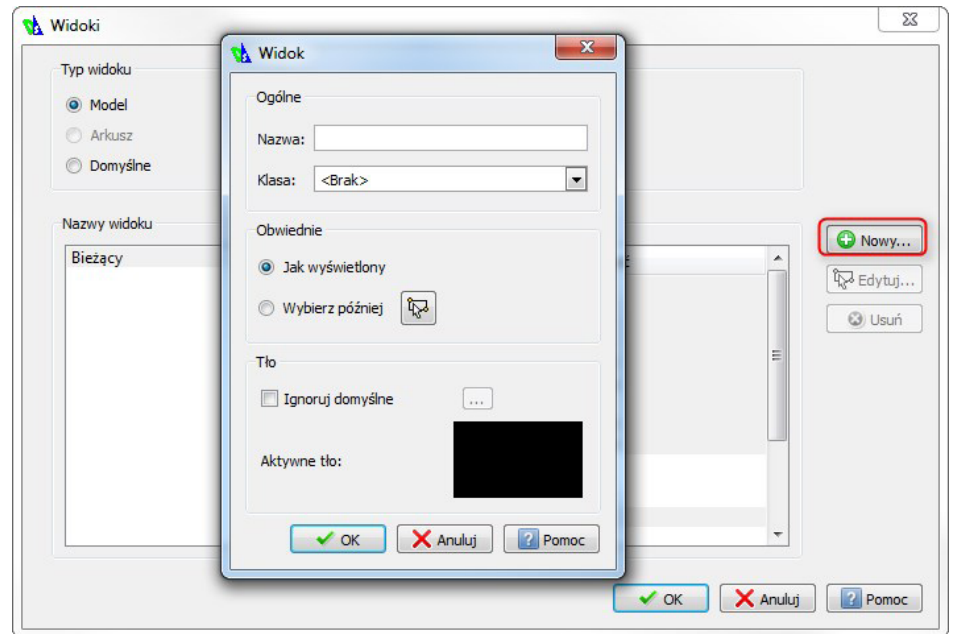 Widoki
Typ widoku
Model
Arkusz
Domyślne
Nazwy widoku
Bieżący
Nowy...
Edytuj...
Usuń
OK
Anuluj
Pomoc
Widok
Ogólne
Nazwa:
Klasa: <Brak>
Obwiednie
Jak wyświetlony
Wybierz później
Tło
Ignoruj domyślne ...
Aktywne tło:
OK Anuluj Pomoc